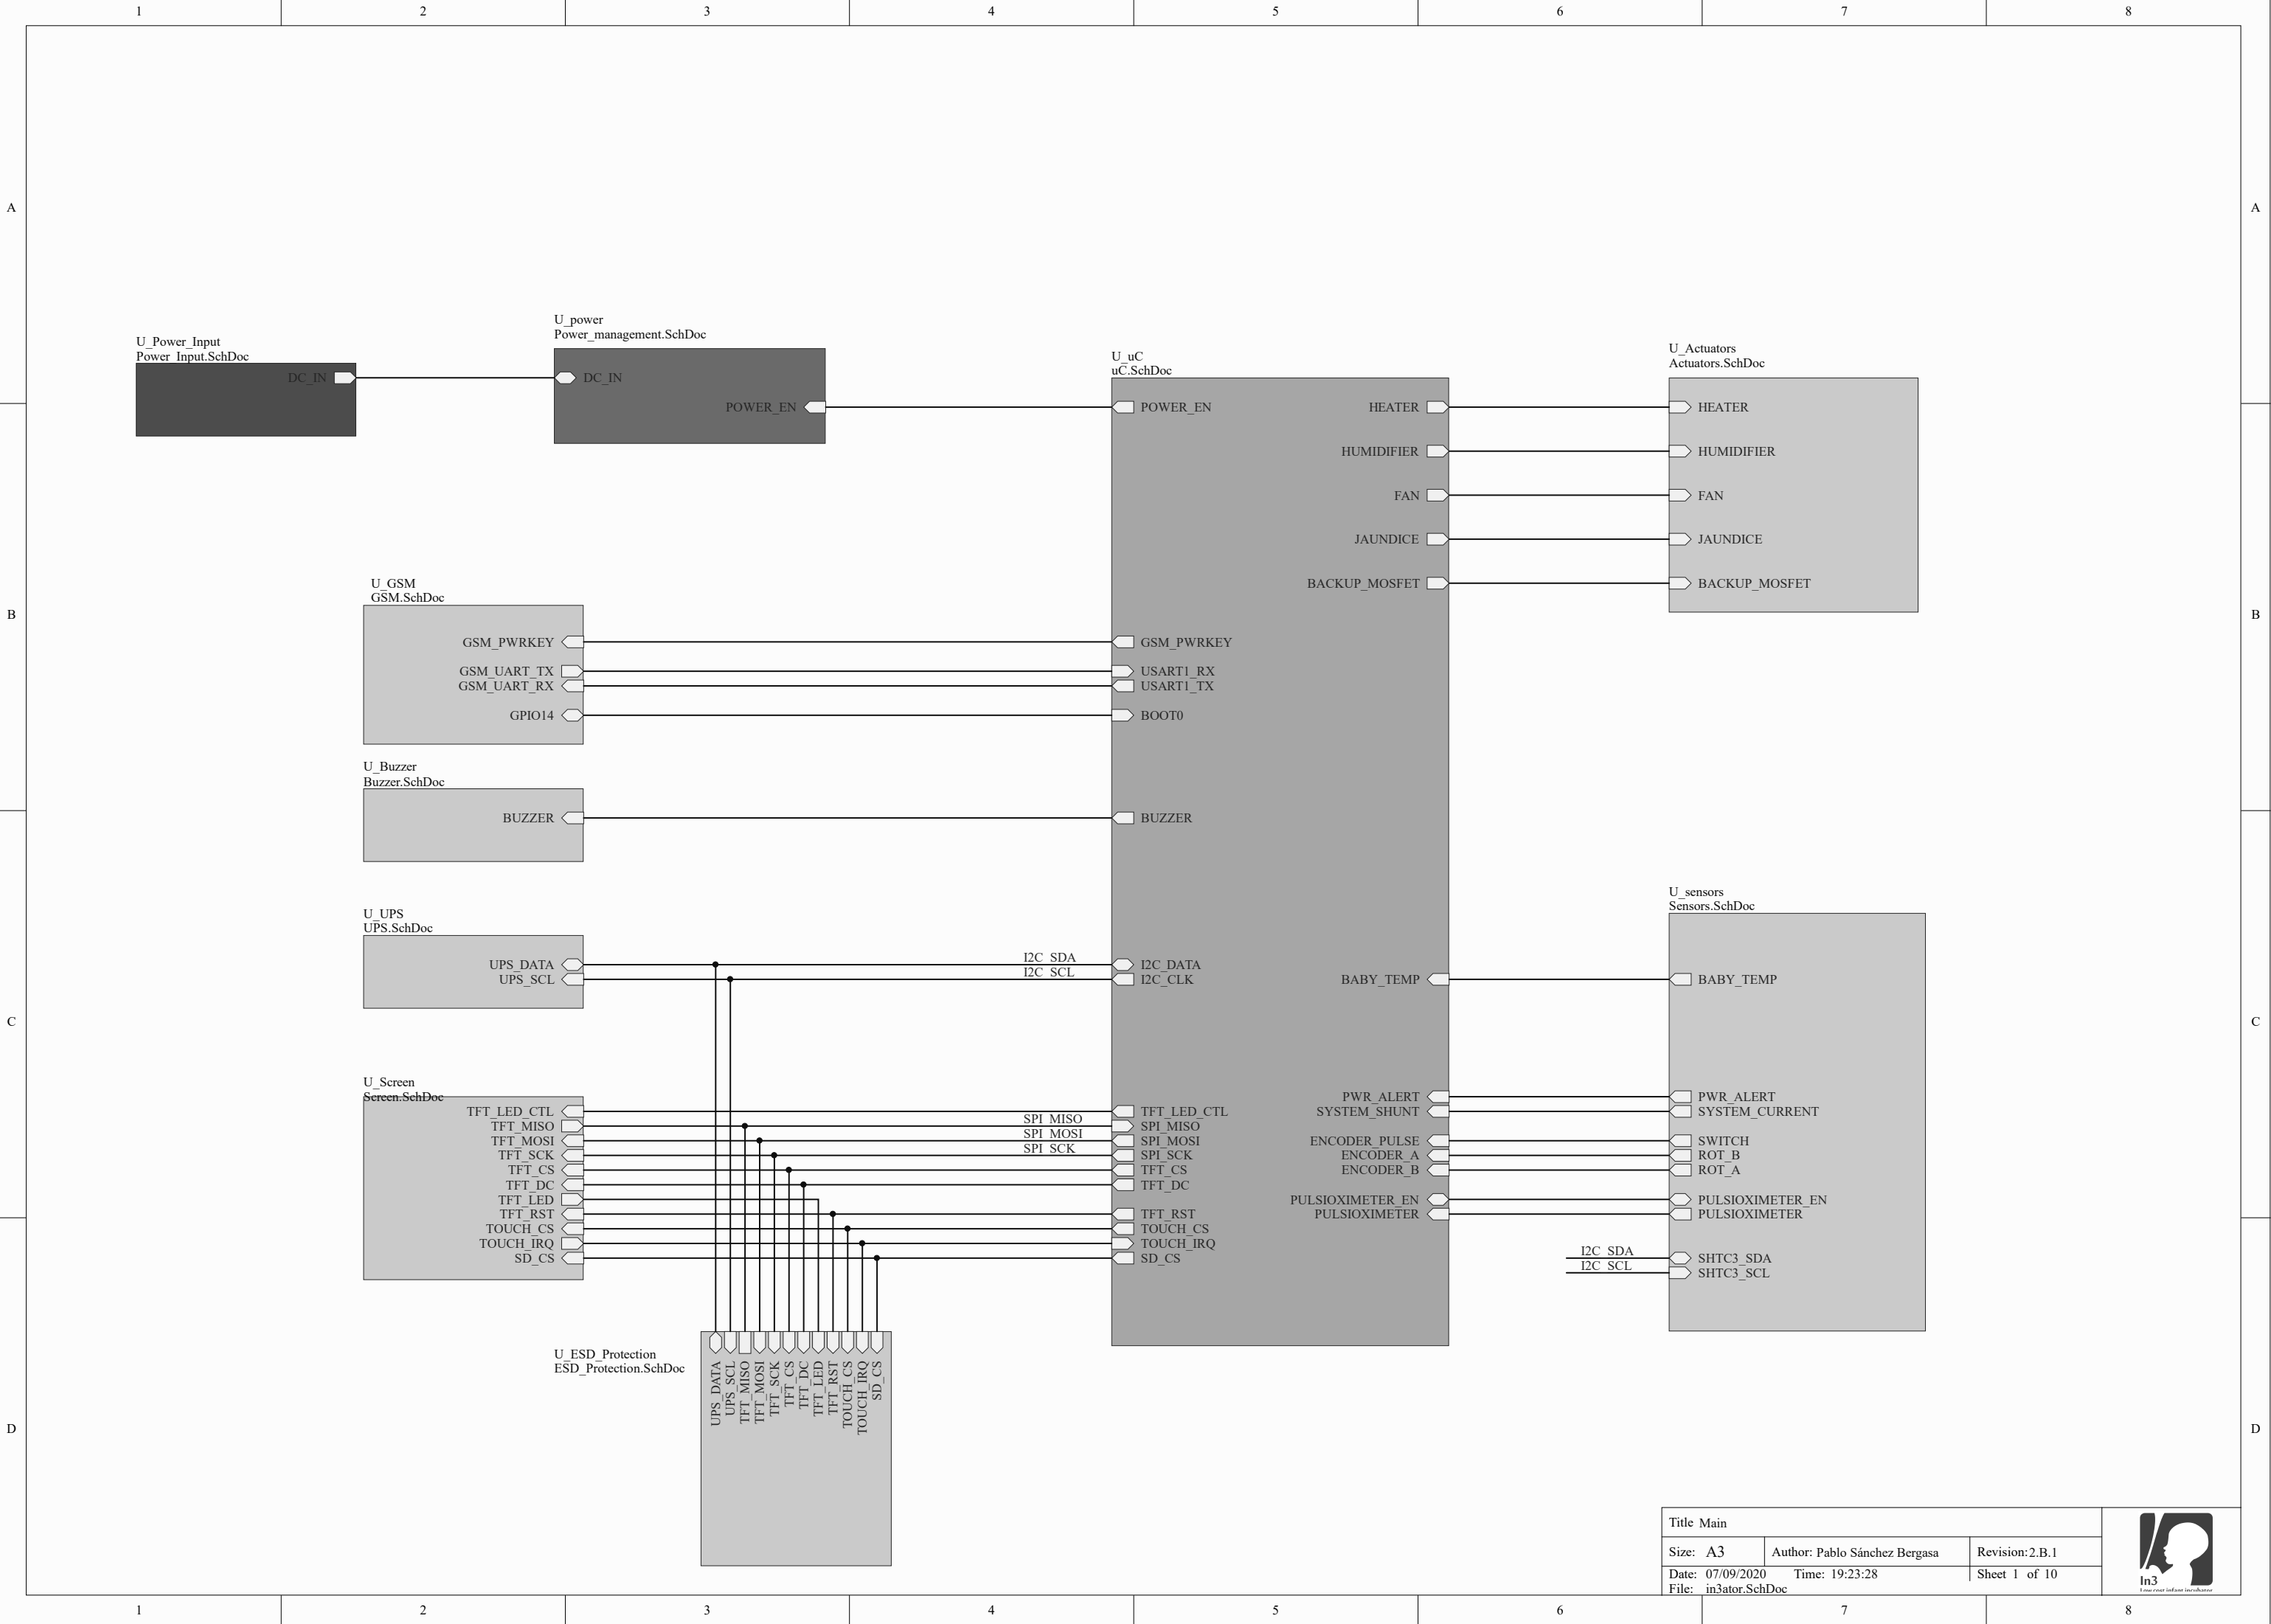 1 2 3 4 5 6 7 8
A A
U_Power_Input
Power_Input.SchDoc
DC_IN
U_power
Power_management.SchDoc
DC_IN
POWER_EN
U_uC
uC.SchDoc
POWER_EN HEATER
HUMIDIFIER
FAN
JAUNDICE
BACKUP_MOSFET
U_Actuators
Actuators.SchDoc
HEATER
HUMIDIFIER
FAN
JAUNDICE
BACKUP_MOSFET
B B
U_GSM
GSM.SchDoc
GSM_PWRKEY
GSM_UART_TX
GSM_UART_RX
GPIO14
GSM_PWRKEY
USART1_RX
USART1_TX
BOOT0
U_Buzzer
Buzzer.SchDoc
BUZZER
BUZZER
U_UPS
UPS.SchDoc
UPS_DATA
UPS_SCL
I2C_SDA
I2C_SCL
I2C_DATA
I2C_CLK
BABY_TEMP
U_sensors
Sensors.SchDoc
BABY_TEMP
C C
U_Screen
Screen.SchDoc
TFT_LED_CTL
TFT_MISO
TFT_MOSI
TFT_SCK
TFT_CS
TFT_DC
TFT_LED
TFT_RST
TOUCH_CS
TOUCH_IRQ
SD_CS
SPI_MISO
SPI_MOSI
SPI_SCK
TFT_LED_CTL
SPI_MISO
SPI_MOSI
SPI_SCK
TFT_CS
TFT_DC
TFT_RST
TOUCH_CS
TOUCH_IRQ
SD_CS
PWR_ALERT
SYSTEM_SHUNT
ENCODER_PULSE
ENCODER_A
ENCODER_B
PULSIOXIMETER_EN
PULSIOXIMETER
PWR_ALERT
SYSTEM_CURRENT
SWITCH
ROT_B
ROT_A
PULSIOXIMETER_EN
PULSIOXIMETER
I2C_SDA
I2C_SCL
SHTC3_SDA
SHTC3_SCL
U_ESD_Protection
ESD_Protection.SchDoc
UPS_DATA
UPS_SCL
TFT_MISO
TFT_MOSI
TFT_SCK
TFT_CS
TFT_DC
TFT_LED
TFT_RST
TOUCH_CS
TOUCH_IRQ
SD_CS
D D
Title Main
Size: A3 Author: Pablo Sánchez Bergasa Revision:2.B.1
Date: 07/09/2020 Time: 19:23:28 Sheet 1 of 10
File: in3ator.SchDoc
In3
Low cost infant incubator
1 2 3 4 5 6 7 8